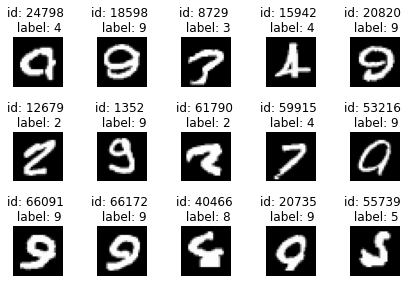 id: 24798 id: 18598 id: 8729 id: 15942 id: 20820
label: 4 label: 9 label: 3 label: 4 label: 9
id: 12679 id: 1352 id: 61790 id: 59915 id: 53216
label: 2 label: 9 label: 2 label: 4 label: 9
id: 66091 id: 66172 id: 40466 id: 20735 id: 55739
label: 9 label: 9 label: 8 label: 9 label: 5